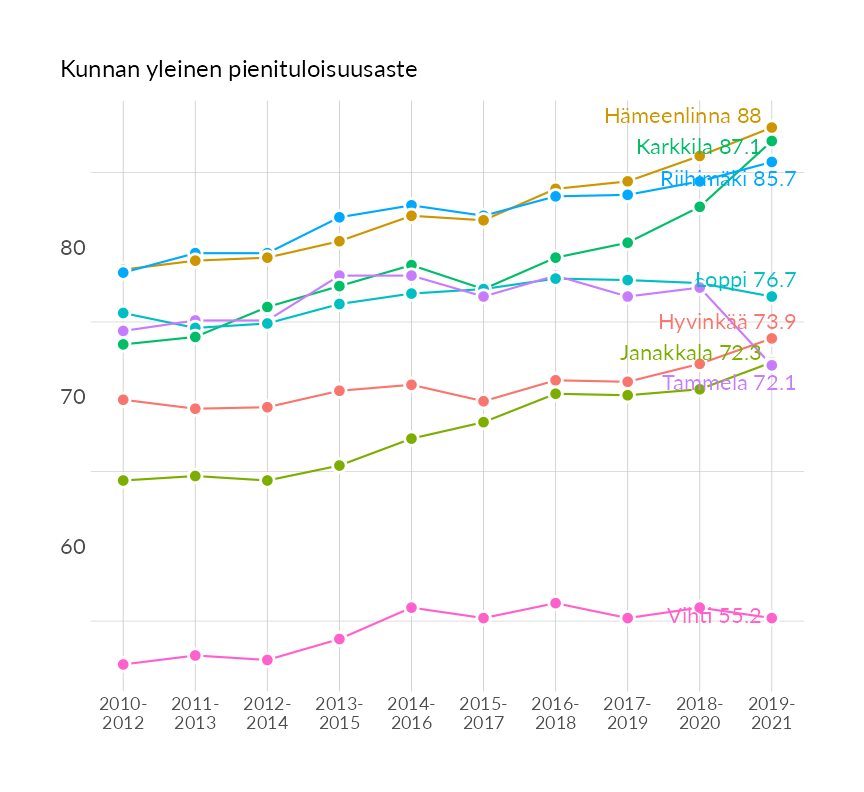 Kunnan yleinen pienituloisuusaste
Hämeenlinna 88
Karkkila 87.1
Riihimäki 85.7
80
Loppi 76.7
Hyvinkää 73.9
Janakkala 72.3
Tammela 72.1
70
60
Vihti 55.2
2010- 2011- 2012- 2013- 2014- 2015- 2016- 2017- 2018- 2019-
2012 2013 2014 2015 2016 2017 2018 2019 2020 2021